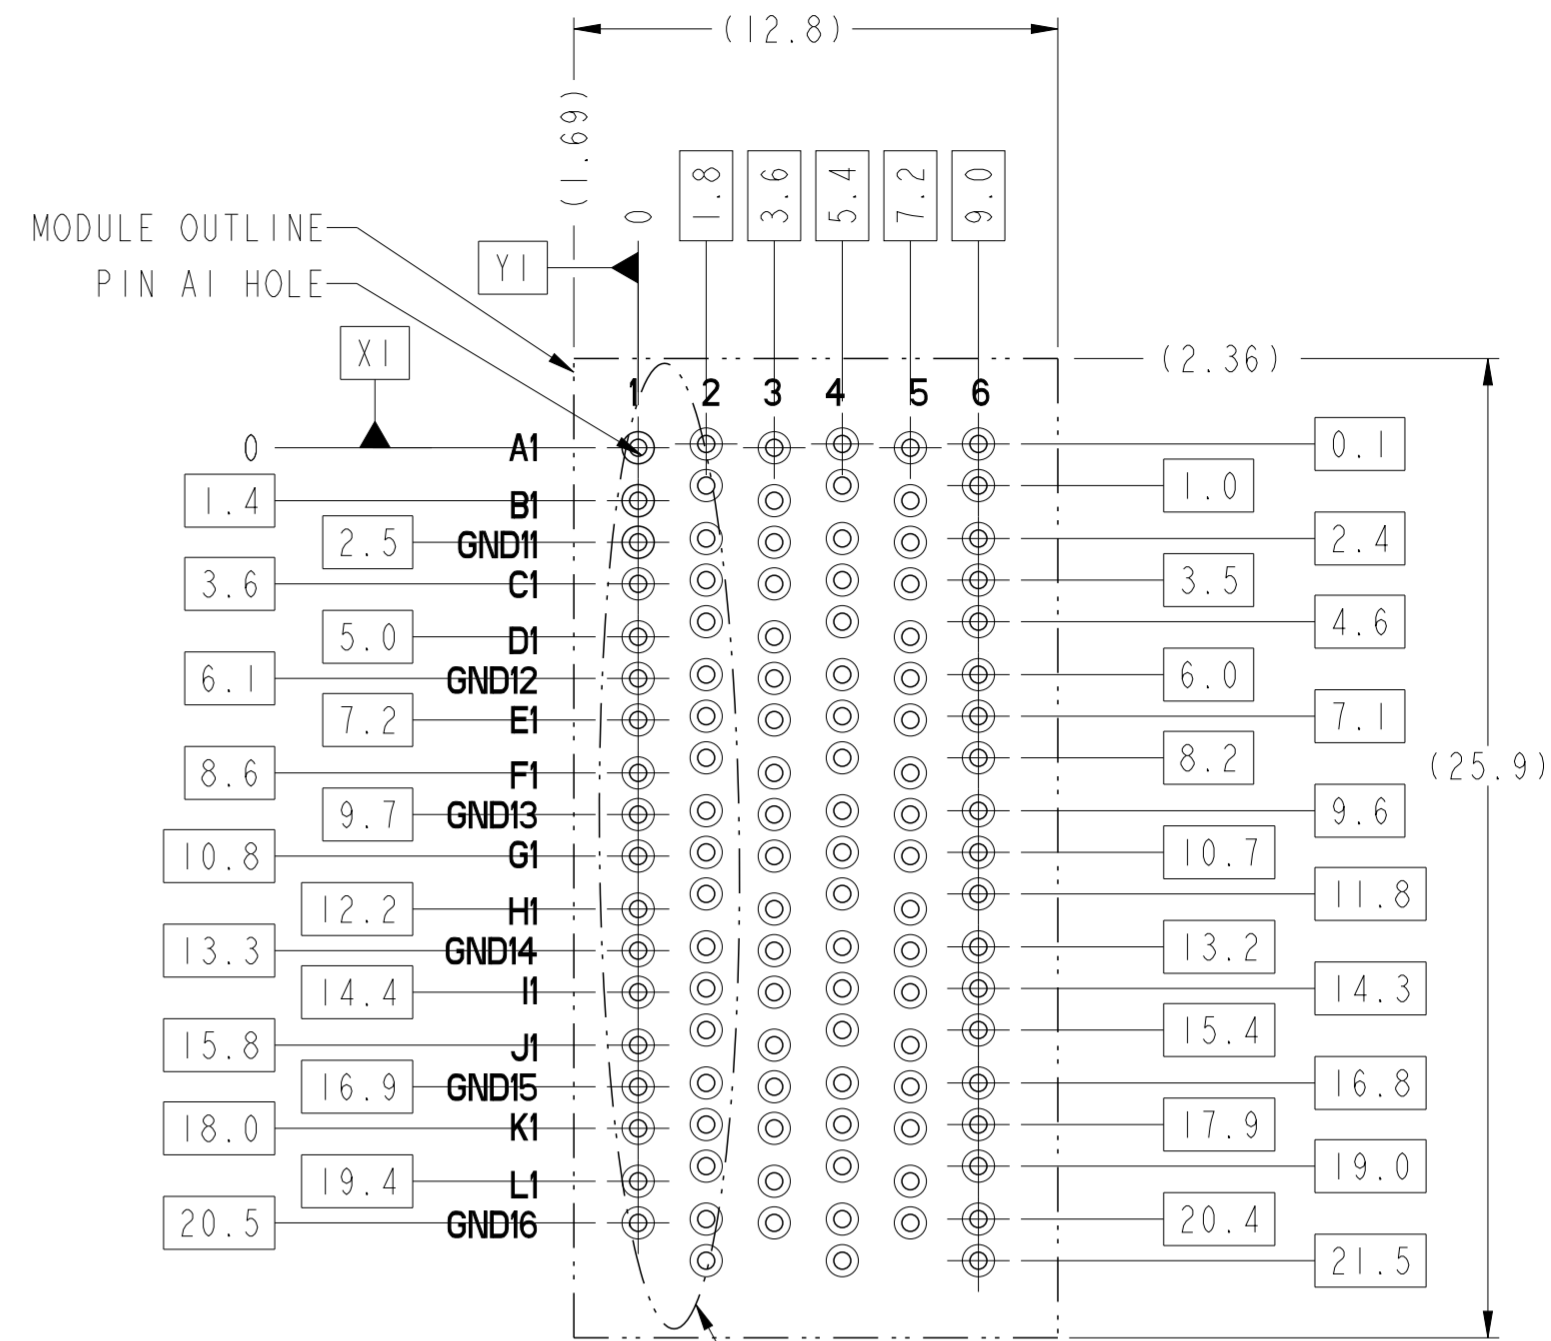 (12.8)
(1.69)
0
1.8
3.6
5.4
7.2
9.0
MODULE OUTLINE
Y1
PIN A1 HOLE
X1
(2.36)
1 2 3 4 5 6
0 A1 0.1
1.0
1.4 B1
2.5 GND11 2.4
3.6 C1 3.5
4.6
5.0 D1
6.1 GND12 6.0
7.2 E1 7.1
8.2
8.6 F1
(25.9)
9.7 GND13 9.6
10.8 G1 10.7
11.8
12.2 H1
13.3 GND14 13.2
14.4 I1 14.3
15.4
15.8 J1
16.9 GND15 16.8
18.0 K1 17.9
19.0
19.4 L1
20.5 GND16 20.4
21.5